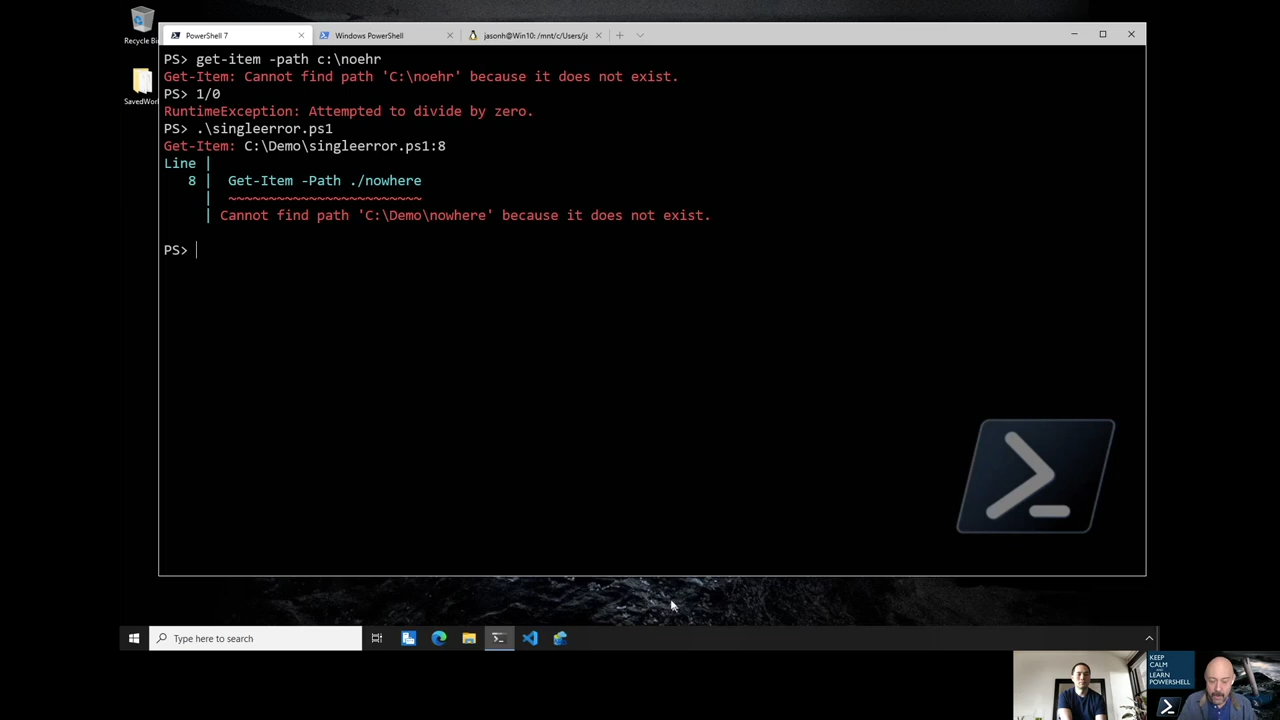 PowerShell 7
Windows PowerShell
jasonh@Win10: /mnt/c/Users/ja
Recycle Bin
SavedWor
PS> get-item -path c:\noehr
Get-Item: Cannot find path 'C:\noehr' because it does not exist.
PS> 1/0
RuntimeException: Attempted to divide by zero.
PS> .\singleerror.ps1
Get-Item: C:\Demo\singleerror.ps1:8
Line |
8 | Get-Item -Path ./nowhere
| ~~~~~~~~~~~~~~~~~~~~~~~~
| Cannot find path 'C:\Demo\nowhere' because it does not exist.
PS>
Type here to search
KEEP
CALM
AND
LEARN
POWERSHELL